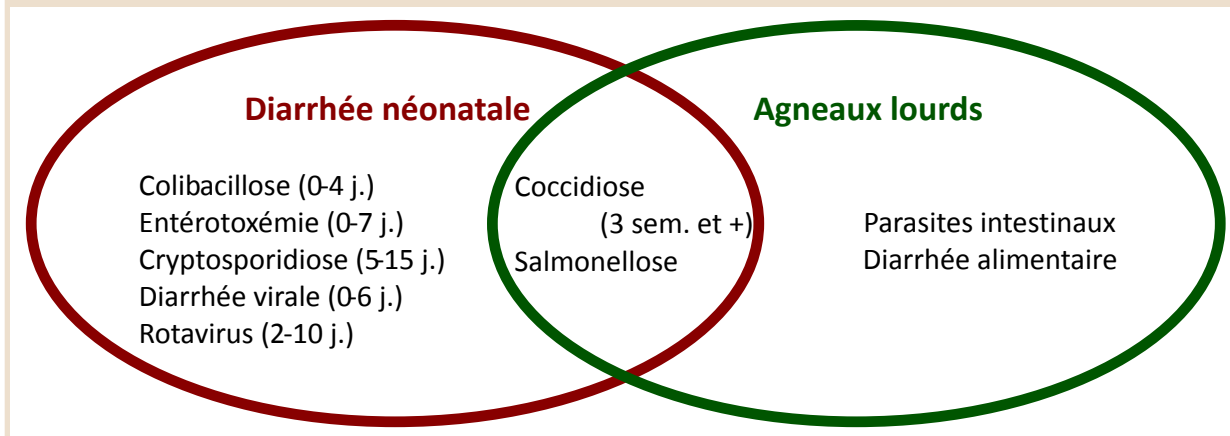 Diarrhée néonatale
Agneaux lourds
Colibacillose (0-4 j.)
Entérotoxémie (0-7 j.)
Cryptosporidiose (5-15 j.)
Diarrhée virale (0-6 j.)
Rotavirus (2-10 j.)
Coccidiose
(3 sem. et +)
Salmonellose
Parasites intestinaux
Diarrhée alimentaire